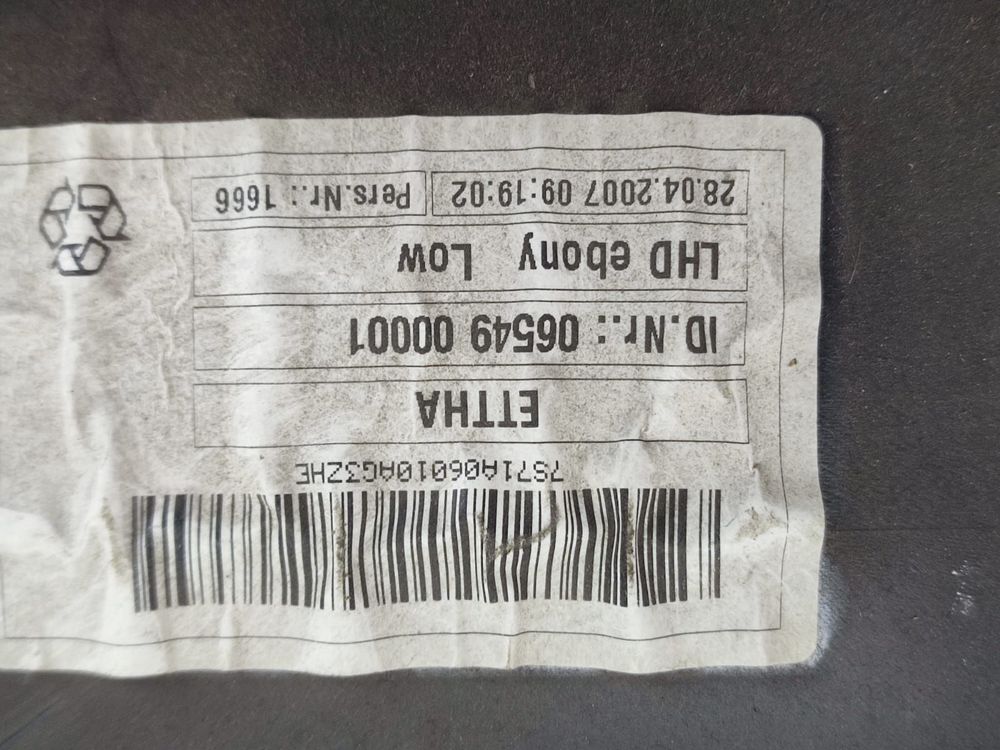 7S71A06010AG3ZHE
ETTHA
ID.Nr.: 06549 00001
LHD ebony Low
28.04.2007 09:19:02 Pers.Nr.: 1666